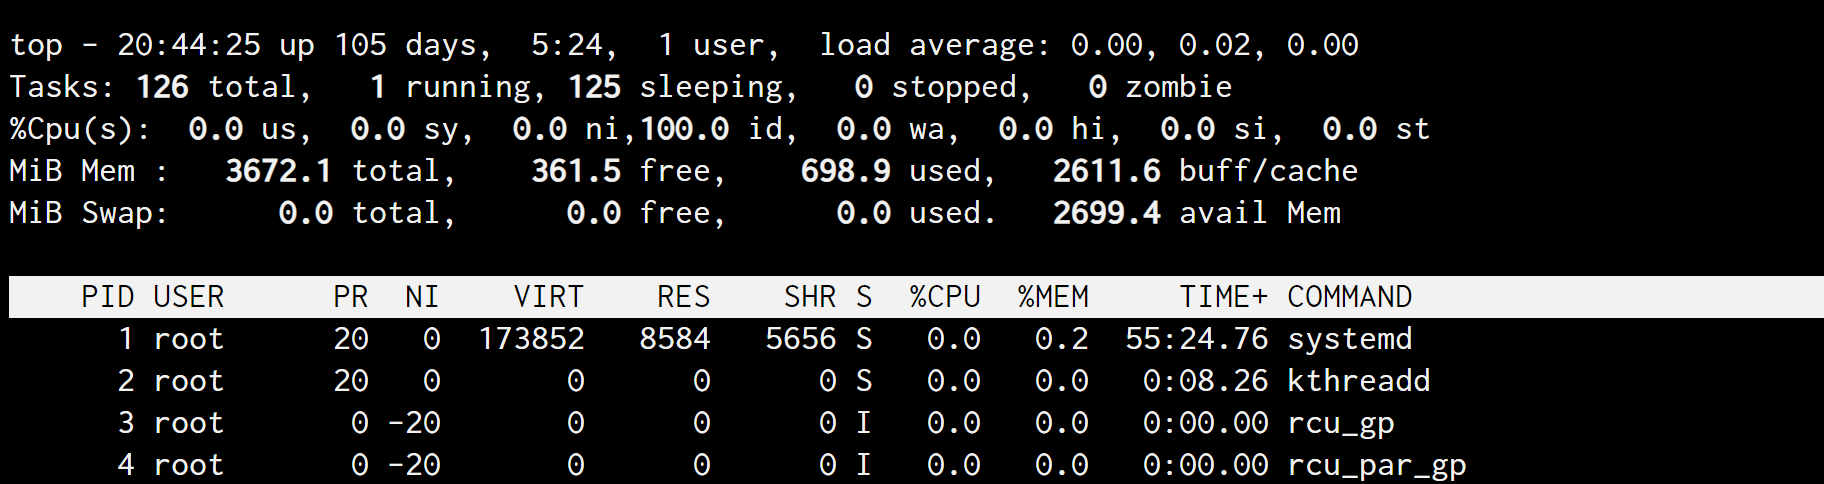 top - 20:44:25 up 105 days,  5:24,  1 user,  load average: 0.00, 0.02, 0.00
Tasks: 126 total,   1 running, 125 sleeping,   0 stopped,   0 zombie
%Cpu(s):  0.0 us,  0.0 sy,  0.0 ni,100.0 id,  0.0 wa,  0.0 hi,  0.0 si,  0.0 st
MiB Mem :   3672.1 total,    361.5 free,    698.9 used,   2611.6 buff/cache
MiB Swap:      0.0 total,      0.0 free,      0.0 used.   2699.4 avail Mem
    PID USER      PR  NI    VIRT    RES    SHR S  %CPU  %MEM     TIME+ COMMAND
      1 root      20   0  173852   8584   5656 S   0.0   0.2  55:24.76 systemd
      2 root      20   0       0      0      0 S   0.0   0.0   0:08.26 kthreadd
      3 root       0 -20       0      0      0 I   0.0   0.0   0:00.00 rcu_gp
      4 root       0 -20       0      0      0 I   0.0   0.0   0:00.00 rcu_par_gp